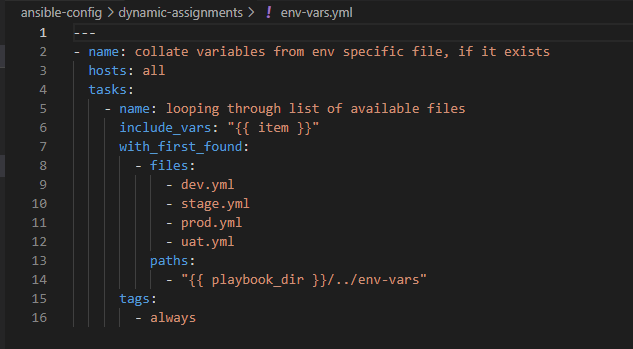 ansible-config > dynamic-assignments > ! env-vars.yml
1 ---
2 - name: collate variables from env specific file, if it exists
3 hosts: all
4 tasks:
5 - name: looping through list of available files
6 include_vars: "{{ item }}"
7 with_first_found:
8 - files:
9 - dev.yml
10 - stage.yml
11 - prod.yml
12 - uat.yml
13 paths:
14 - "{{ playbook_dir }}/../env-vars"
15 tags:
16 - always